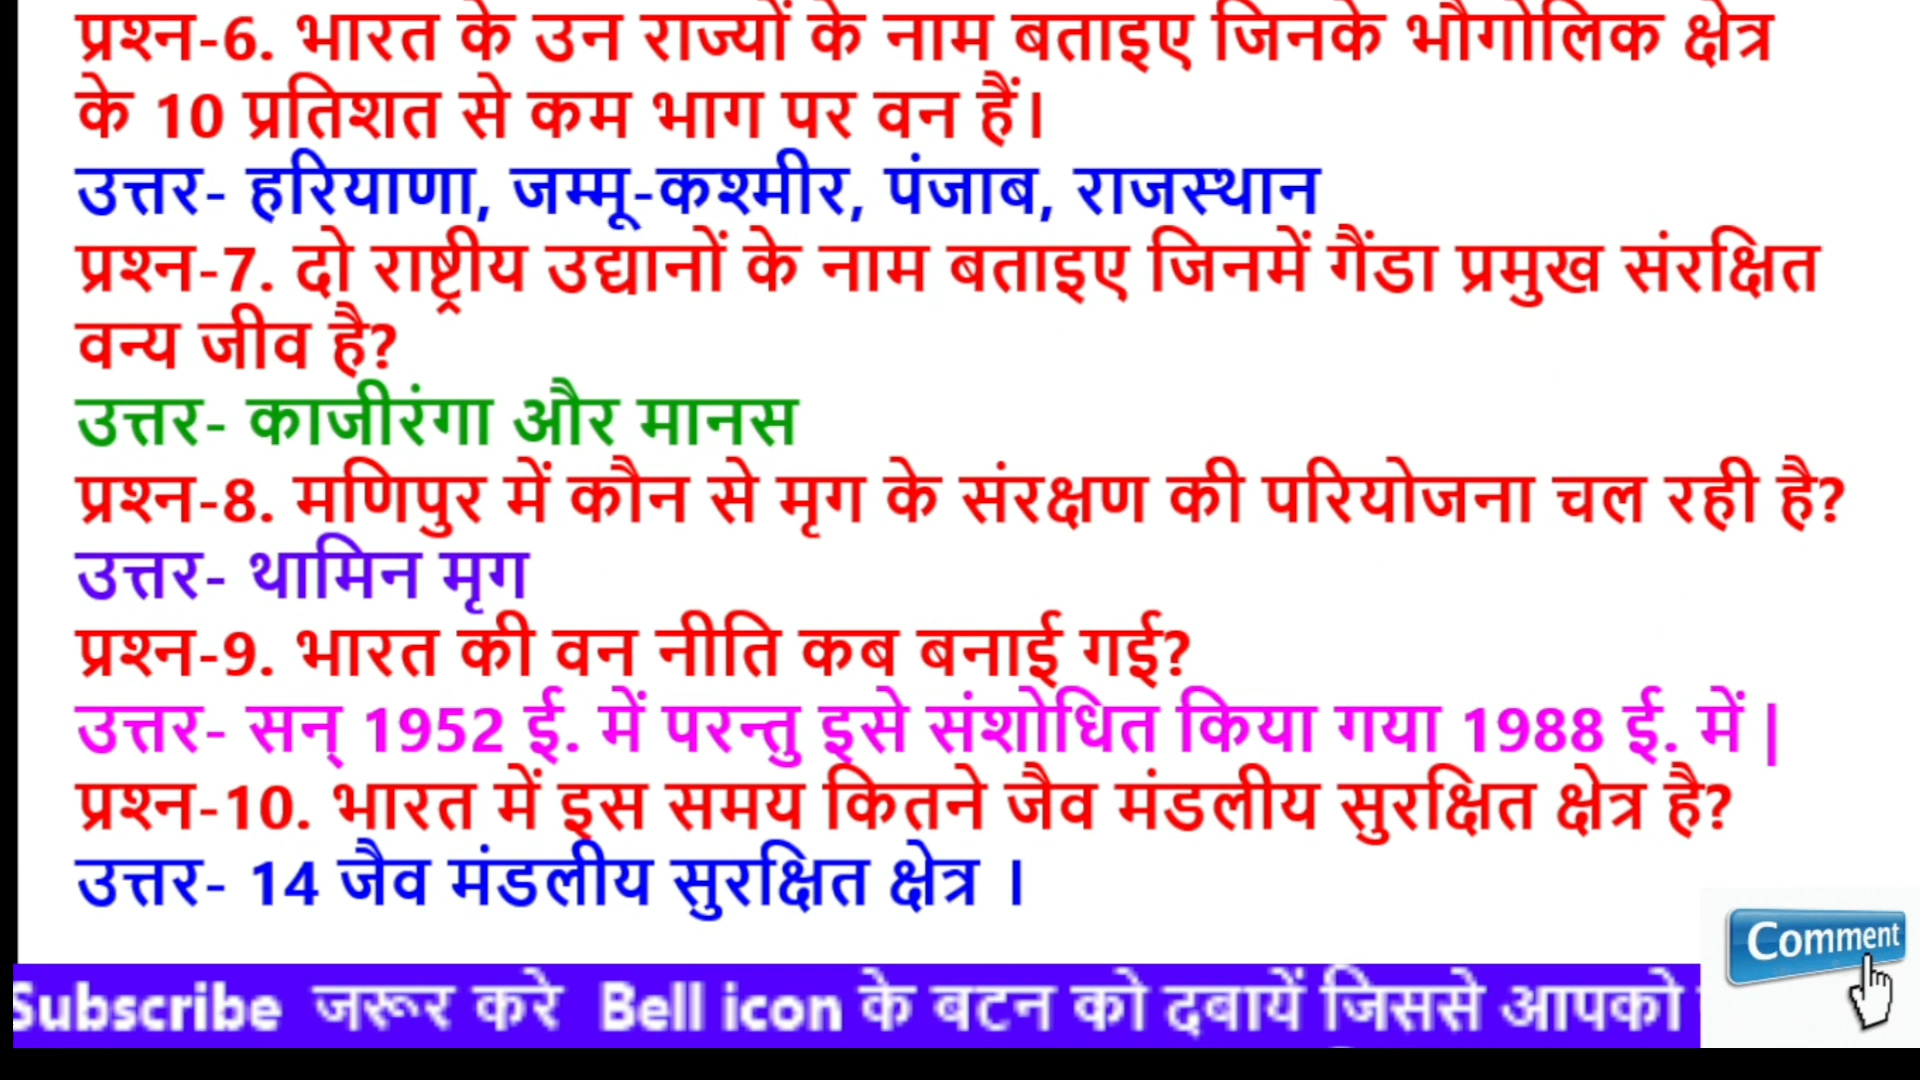 प्रश्न-6. भारत के उन राज्यों के नाम बताइए जिनके भौगोलिक क्षेत्र
के 10 प्रतिशत से कम भाग पर वन हैं।
उत्तर- हरियाणा, जम्मू-कश्मीर, पंजाब, राजस्थान
प्रश्न-7. दो राष्ट्रीय उद्यानों के नाम बताइए जिनमें गैंडा प्रमुख संरक्षित
वन्य जीव है?
उत्तर- काजीरंगा और मानस
प्रश्न-8. मणिपुर में कौन से मृग के संरक्षण की परियोजना चल रही है?
उत्तर- थामिन मृग
प्रश्न-9. भारत की वन नीति कब बनाई गई?
उत्तर- सन् 1952 ई. में परन्तु इसे संशोधित किया गया 1988 ई. में |
प्रश्न-10. भारत में इस समय कितने जैव मंडलीय सुरक्षित क्षेत्र है?
उत्तर- 14 जैव मंडलीय सुरक्षित क्षेत्र ।
Comment
Subscribe जरूर करे Bell icon के बटन को दबायें जिससे आपको